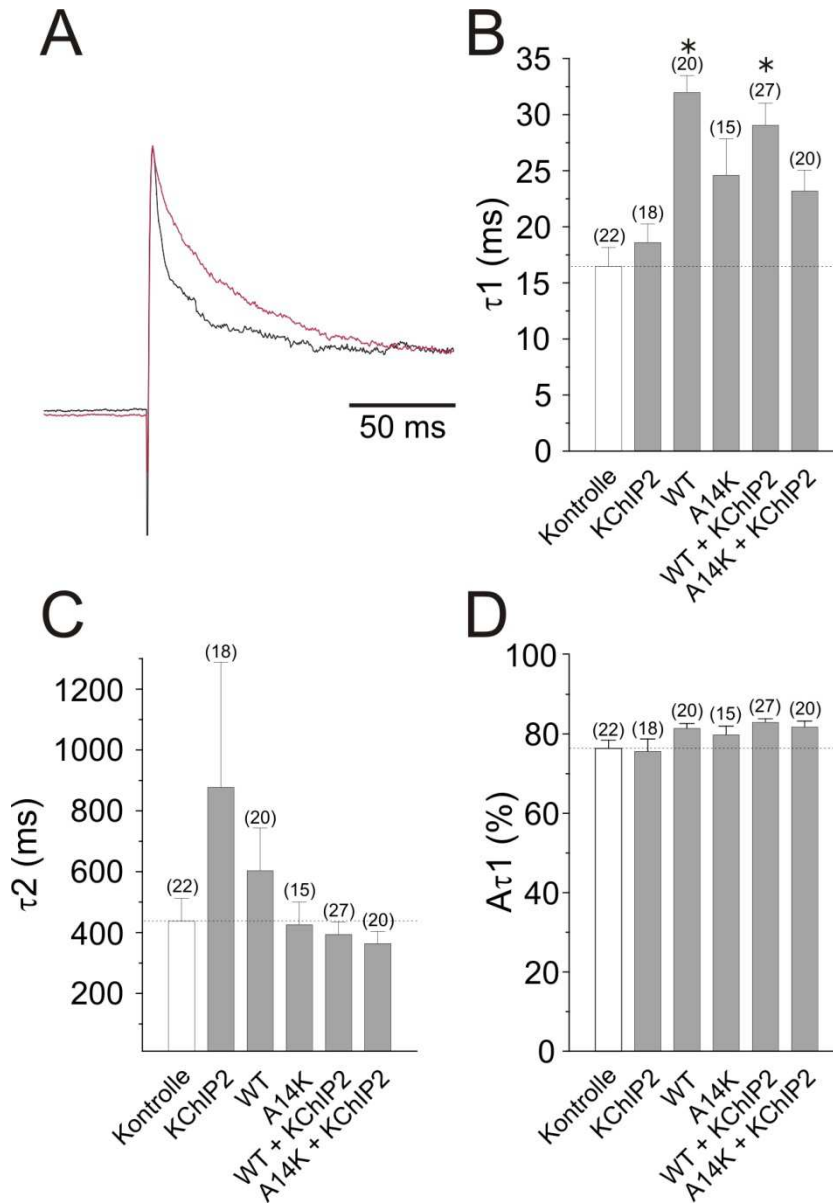 A
50 ms
B
τ1 (ms)
35
30
25
20
15
10
5
0
(22)
(18)
*
(20)
(15)
*
(27)
(20)
Kontrolle
KChIP2
WT
A14K
WT + KChIP2
A14K + KChIP2
C
τ2 (ms)
1200
1000
800
600
400
200
(22)
(18)
(20)
(15)
(27)
(20)
Kontrolle
KChIP2
WT
A14K
WT + KChIP2
A14K + KChIP2
D
Aτ1 (%)
100
80
60
40
20
0
(22)
(18)
(20)
(15)
(27)
(20)
Kontrolle
KChIP2
WT
A14K
WT + KChIP2
A14K + KChIP2